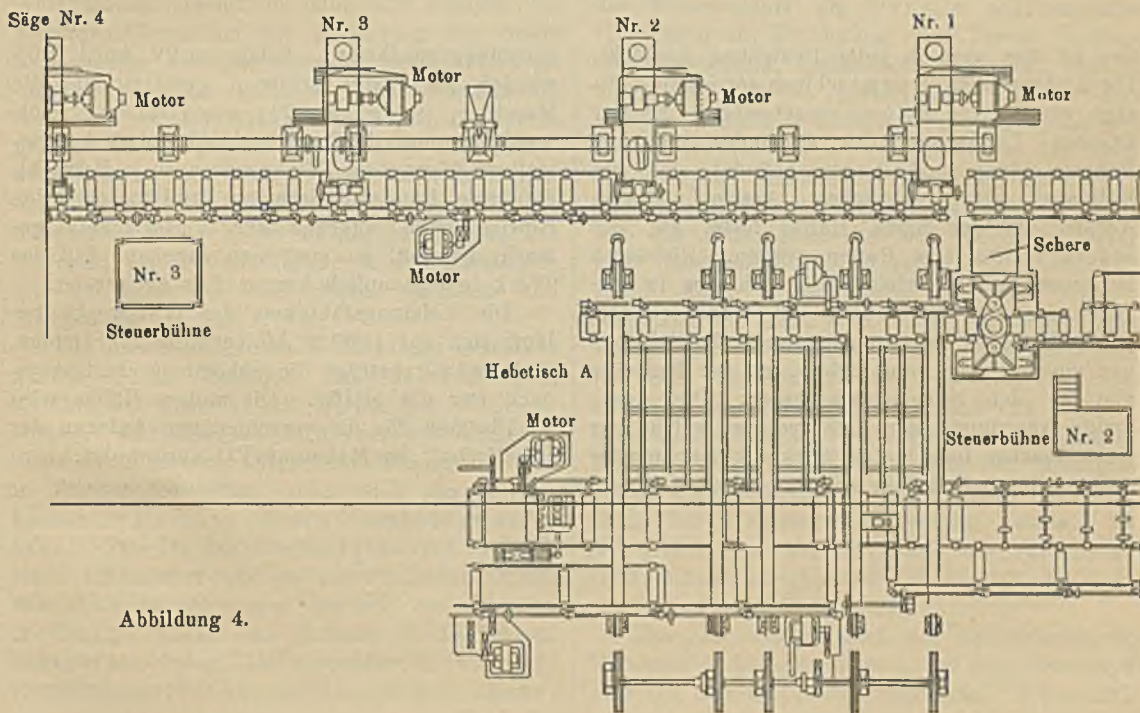 Säge Nr. 4
Nr. 3
Nr. 2
Nr. 1
Motor
Motor
Motor
Motor
Motor
Schere
Nr. 3
Steuerbühne
Hebetisch A
Motor
Steuerbühne
Nr. 2
Abbildung 4.